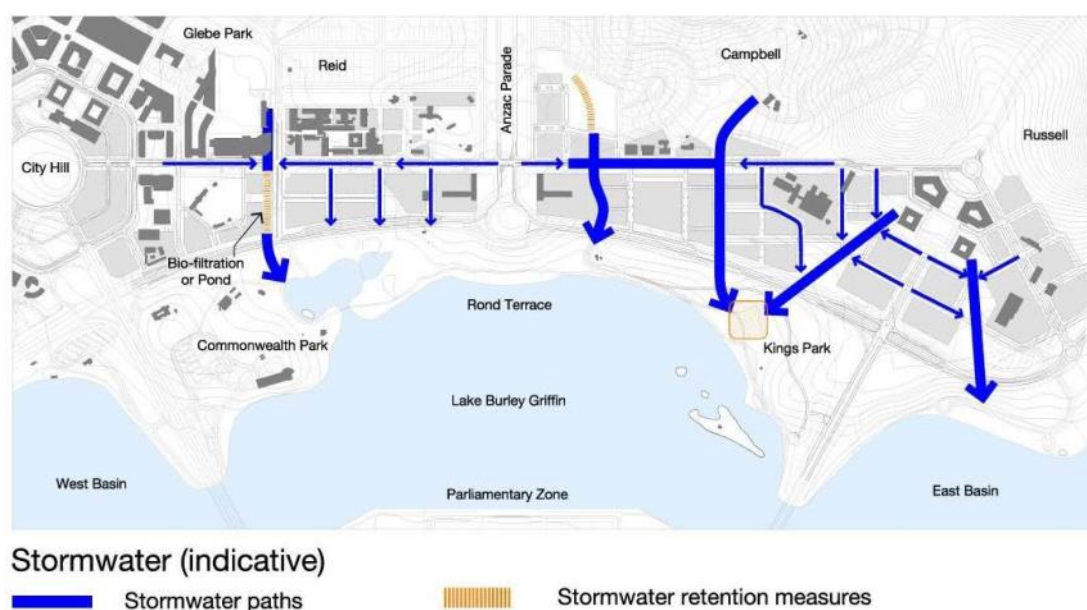 Glebe Park
Reid
Anzac Parade
Campbell
Russell
City Hill
Bio-filtration
or Pond
Rond Terrace
Commonwealth Park
Kings Park
Lake Burley Griffin
West Basin
Parliamentary Zone
East Basin
Stormwater (indicative)
Stormwater paths
Stormwater retention measures